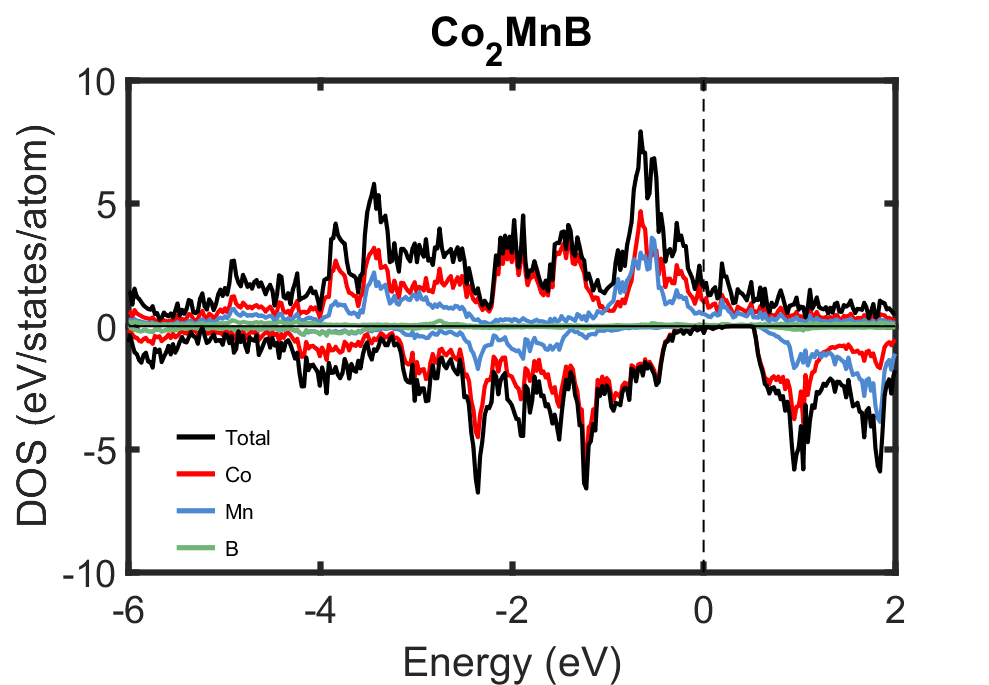 Co₂MnB
10
5
0
-5
-10
DOS (eV/states/atom)
Total
Co
Mn
B
-6 -4 -2 0 2
Energy (eV)